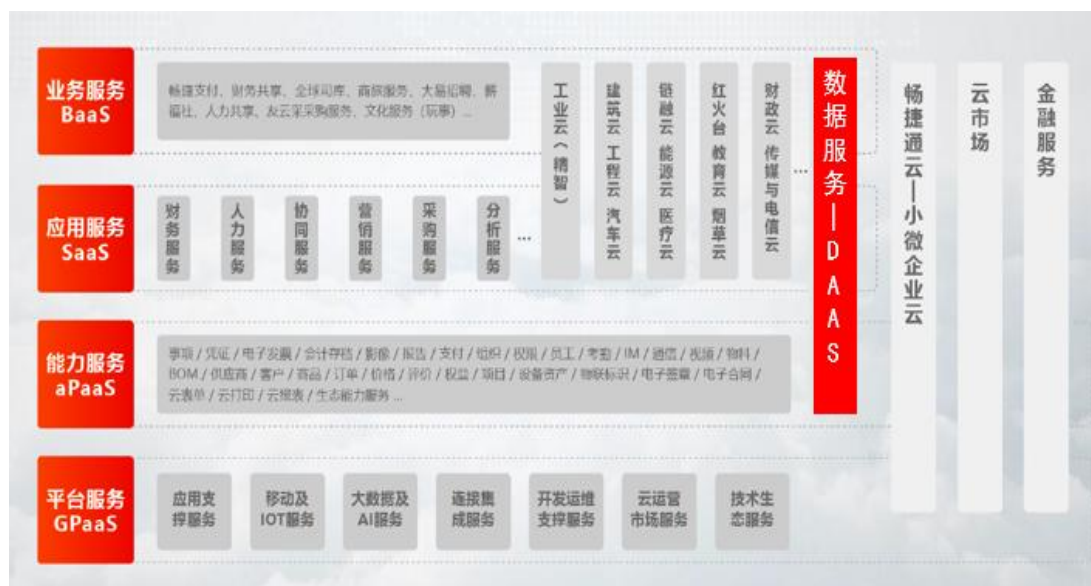 业务服务
BaaS
畅捷支付、财务共享、全球司库、商旅服务、大易招聘、薪
福社、人力共享、友云采采购服务、文化服务（玩事）...
应用服务
SaaS
财务服务
人力服务
协同服务
营销服务
采购服务
分析服务
...
工业云（精智）
建筑云 工程云 汽车云
链融云 能源云 医疗云
红火台 教育云 烟草云
财政云 传媒与电信云
...
数据服务—DAAS
畅捷通云—小微企业云
云市场
金融服务
能力服务
aPaaS
事项 / 凭证 / 电子发票 / 会计存档 / 影像 / 报告 / 支付 / 组织 / 权限 / 员工 / 考勤 / IM / 通信 / 视频 / 物料 /
BOM / 供应商 / 客户 / 商品 / 订单 / 价格 / 评价 / 权益 / 项目 / 设备资产 / 物联标识 / 电子签章 / 电子合同 /
云表单 / 云打印 / 云报表 / 生态能力服务 ...
平台服务
GPaaS
应用支
撑服务
移动及
IOT服务
大数据及
AI服务
连接集
成服务
开发运维
支撑服务
云运营
市场服务
技术生
态服务